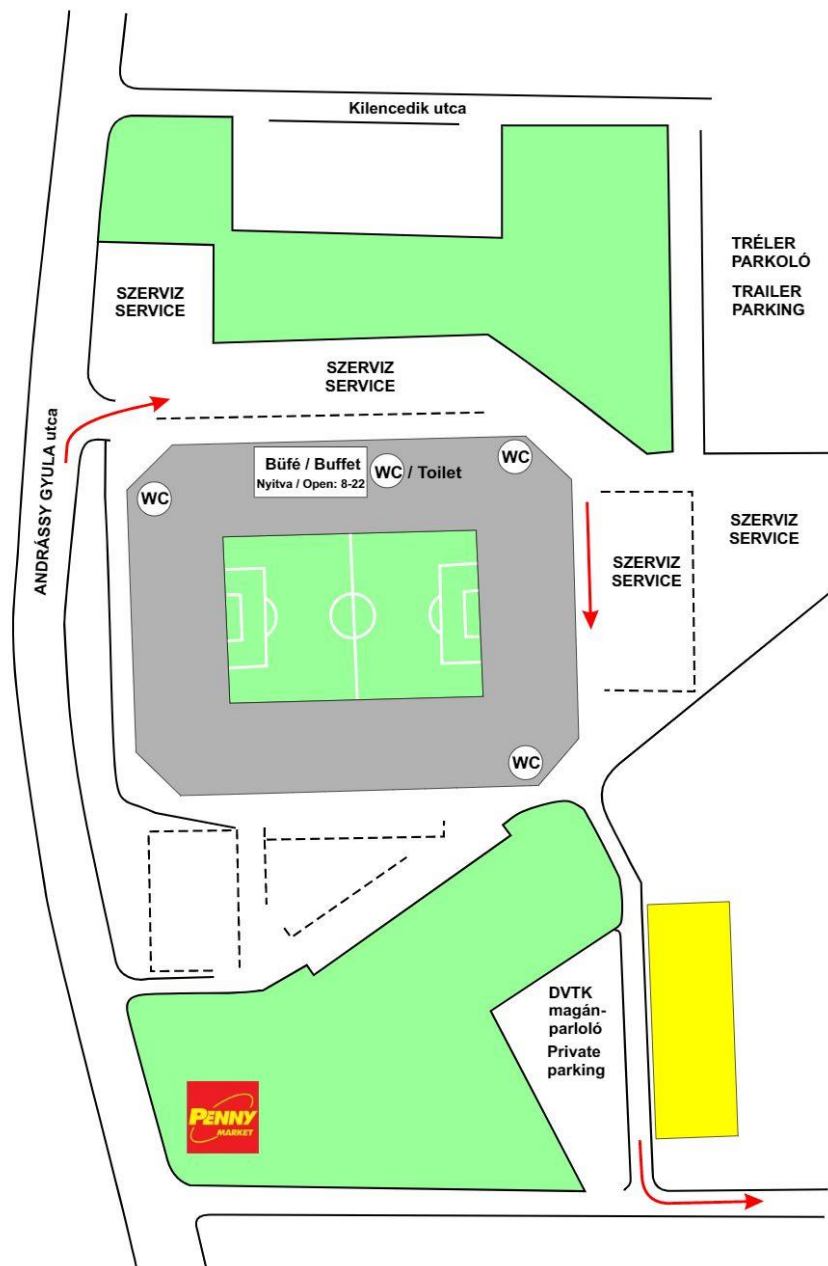 Kilencedik utca
TRÉLER
PARKOLÓ
TRAILER
PARKING
SZERVIZ
SERVICE
SZERVIZ
SERVICE
ANDRÁSSY GYULA utca
Büfé / Buffet
Nyitva / Open: 8-22
WC / Toilet
WC
WC
SZERVIZ
SERVICE
SZERVIZ
SERVICE
WC
DVTK
magán-
parloló
Private
parking
PENNY
MARKET